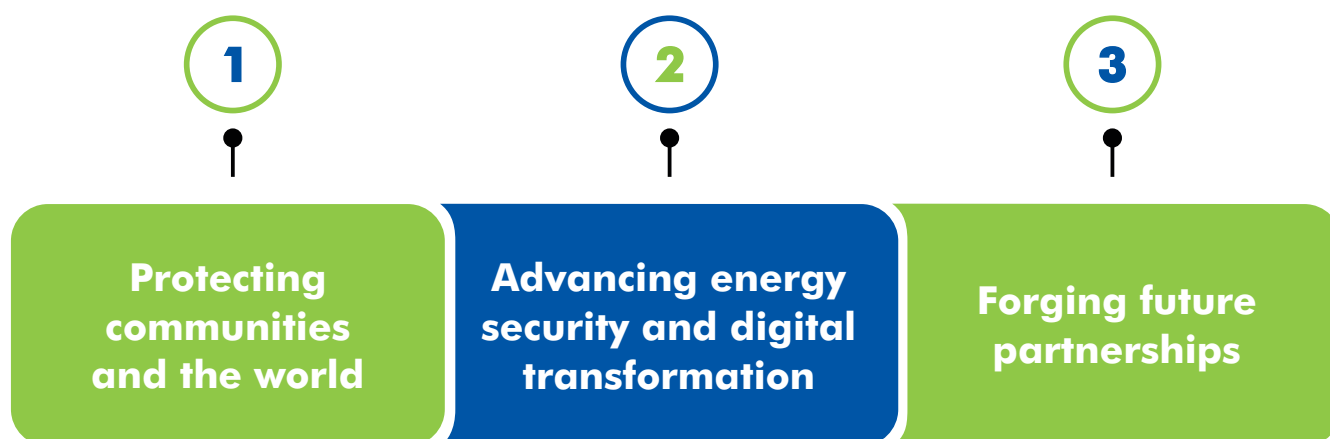 1
2
3
Protecting
communities
and the world
Advancing energy
security and digital
transformation
Forging future
partnerships